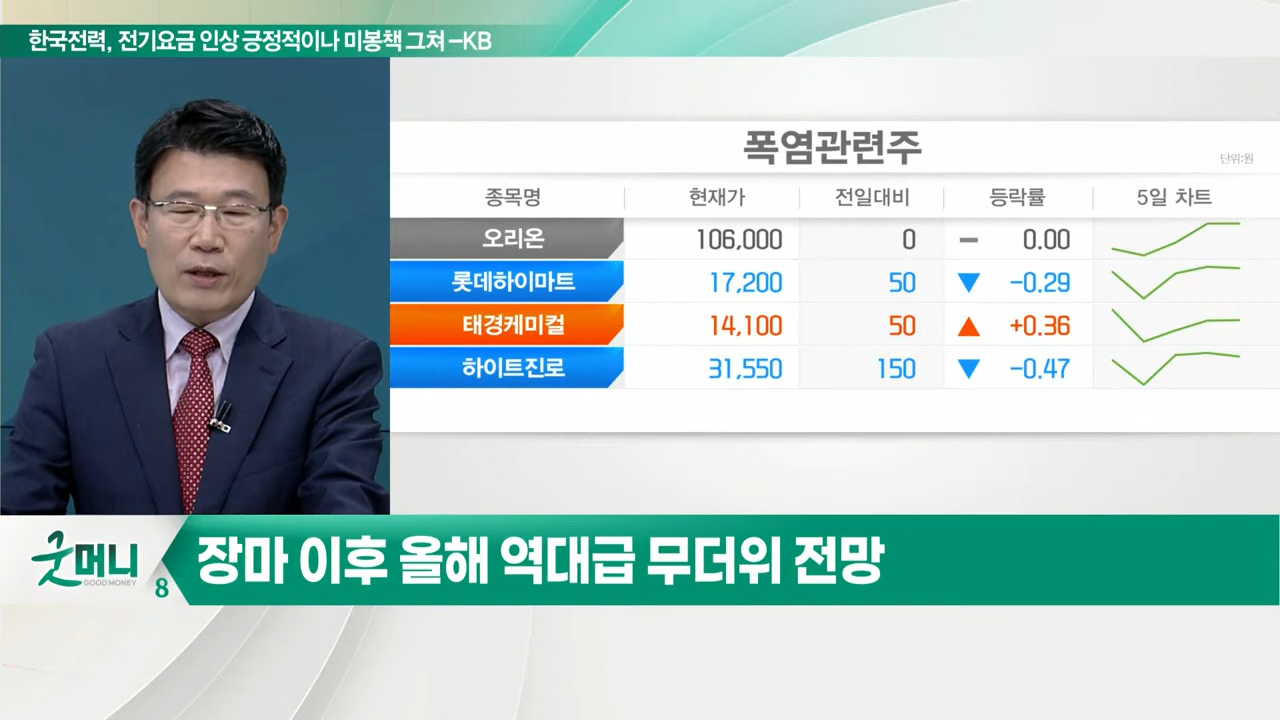 한국전력, 전기요금 인상 긍정적이나 미봉책 그쳐 -KB
폭염관련주
단위:원
종목명 현재가 전일대비 등락률 5일 차트
오리온 106,000 0 - 0.00
롯데하이마트 17,200 50 ▼ -0.29
태경케미컬 14,100 50 ▲ +0.36
하이트진로 31,550 150 ▼ -0.47
굿머니
GOOD MONEY
8
장마 이후 올해 역대급 무더위 전망